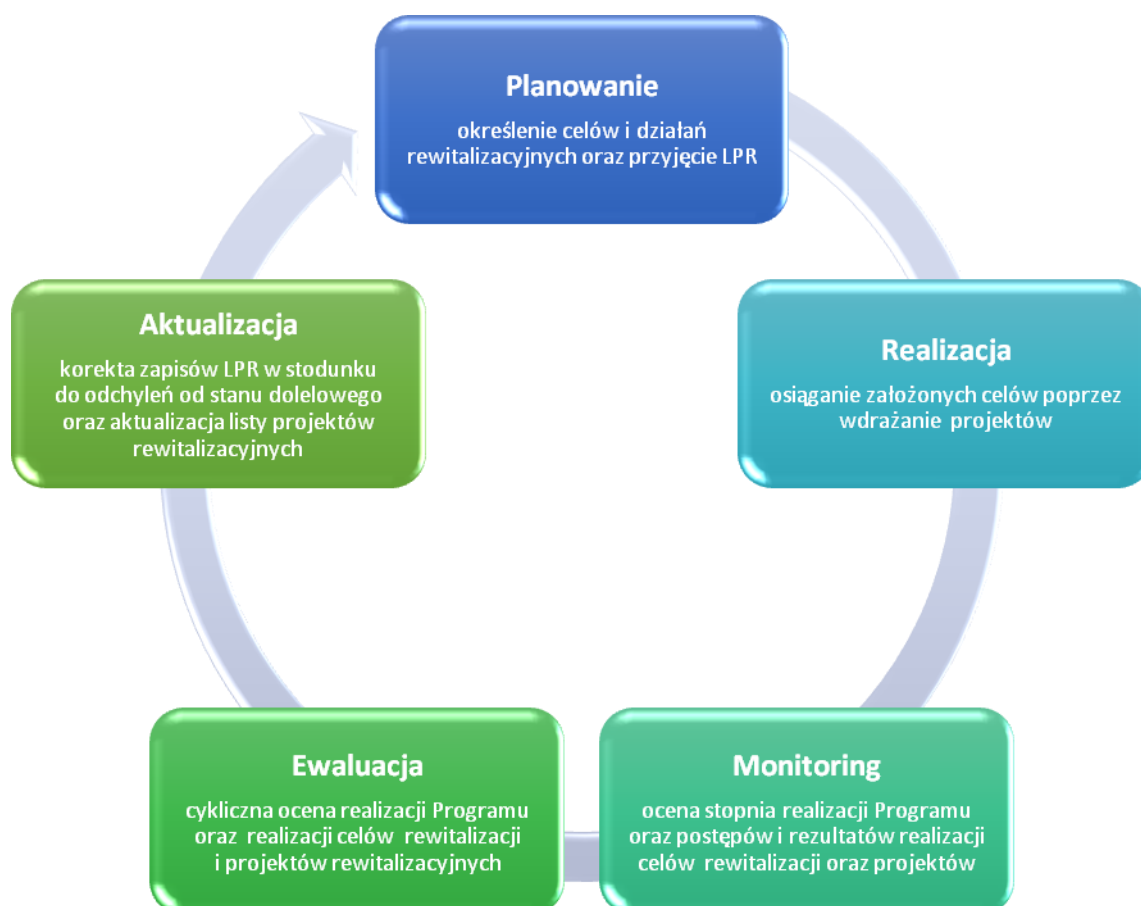 Planowanie
określenie celów i działań
rewitalizacyjnych oraz przyjęcie LPR
Realizacja
osiąganie założonych celów poprzez
wdrażanie projektów
Monitoring
ocena stopnia realizacji Programu
oraz postępów i rezultatów realizacji
celów rewitalizacji oraz projektów
Ewaluacja
cykliczna ocena realizacji Programu
oraz realizacji celów rewitalizacji
i projektów rewitalizacyjnych
Aktualizacja
korekta zapisów LPR w stodunku
do odchyleń od stanu dolelowego
oraz aktualizacja listy projektów
rewitalizacyjnych